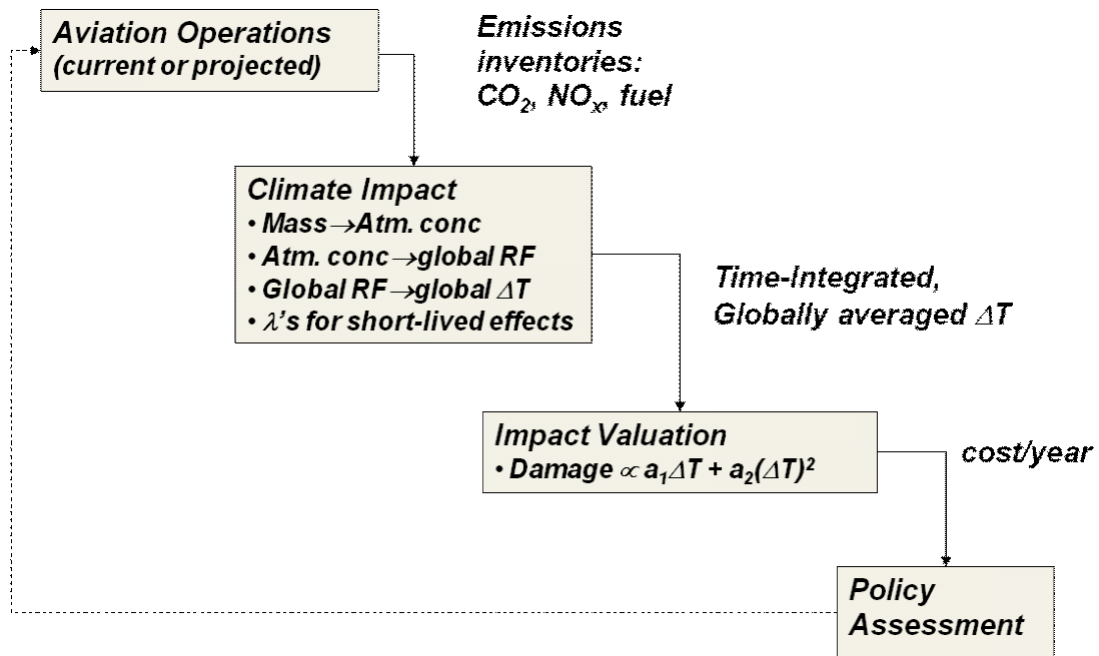 Aviation Operations
(current or projected)
Emissions
inventories:
CO₂, NOₓ, fuel
Climate Impact
• Mass→Atm. conc
• Atm. conc→global RF
• Global RF→global ΔT
• λ's for short-lived effects
Time-Integrated,
Globally averaged ΔT
Impact Valuation
• Damage ∝ a₁ΔT + a₂(ΔT)²
cost/year
Policy
Assessment